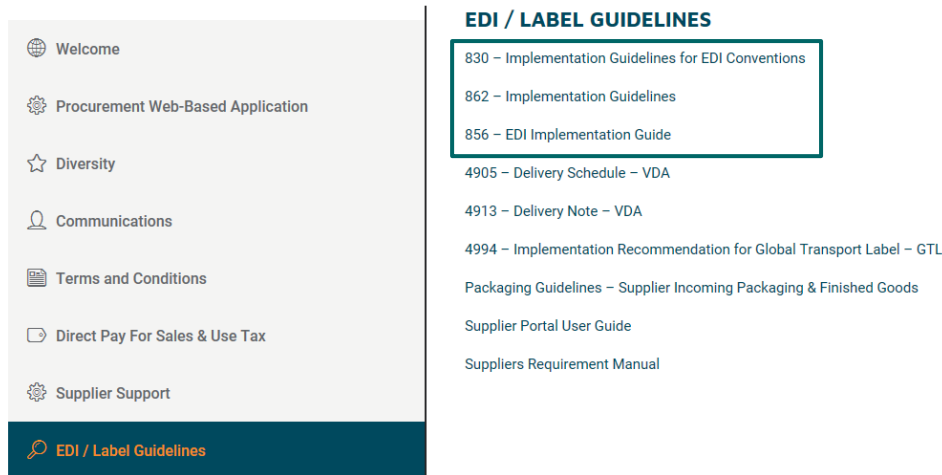 Welcome
Procurement Web-Based Application
Diversity
Communications
Terms and Conditions
Direct Pay For Sales & Use Tax
Supplier Support
EDI / Label Guidelines
EDI / LABEL GUIDELINES
830 – Implementation Guidelines for EDI Conventions
862 – Implementation Guidelines
856 – EDI Implementation Guide
4905 – Delivery Schedule – VDA
4913 – Delivery Note – VDA
4994 – Implementation Recommendation for Global Transport Label – GTL
Packaging Guidelines – Supplier Incoming Packaging & Finished Goods
Supplier Portal User Guide
Suppliers Requirement Manual